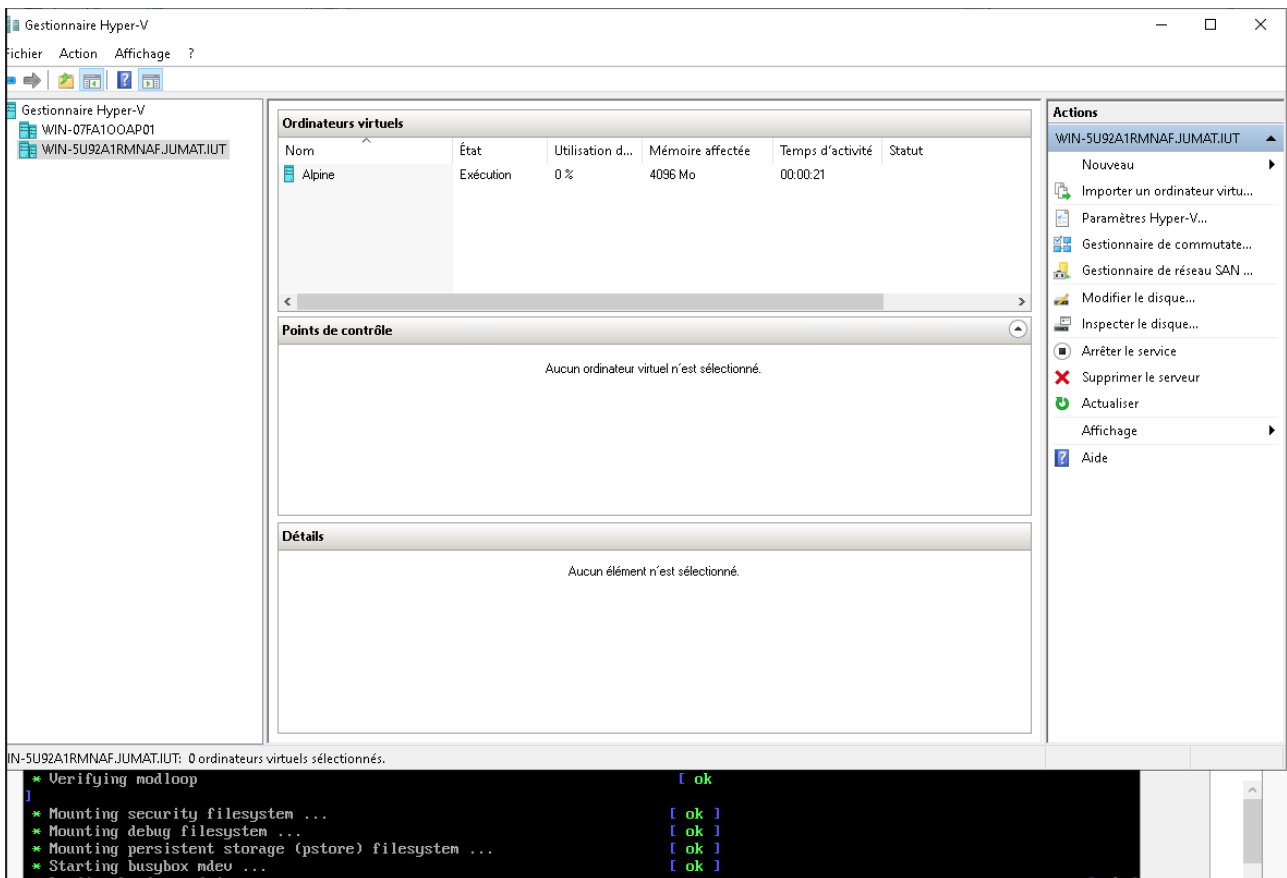 Gestionnaire Hyper-V
Fichier Action Affichage ?
Gestionnaire Hyper-V
WIN-07FA1OOAP01
WIN-5U92A1RMNAF.JUMAT.IUT
Ordinateurs virtuels
Nom État Utilisation d... Mémoire affectée Temps d'activité Statut
Alpine Exécution 0 % 4096 Mo 00:00:21
Points de contrôle
Aucun ordinateur virtuel n'est sélectionné.
Détails
Aucun élément n'est sélectionné.
Actions
WIN-5U92A1RMNAF.JUMAT.IUT
Nouveau
Importer un ordinateur virtu...
Paramètres Hyper-V...
Gestionnaire de commutate...
Gestionnaire de réseau SAN ...
Modifier le disque...
Inspecter le disque...
Arrêter le service
Supprimer le serveur
Actualiser
Affichage
Aide
IN-5U92A1RMNAF.JUMAT.IUT: 0 ordinateurs virtuels sélectionnés.
* Verifying modloop [ ok
]
* Mounting security filesystem ... [ ok ]
* Mounting debug filesystem ... [ ok ]
* Mounting persistent storage (pstore) filesystem ... [ ok ]
* Starting busybox mdev ... [ ok ]